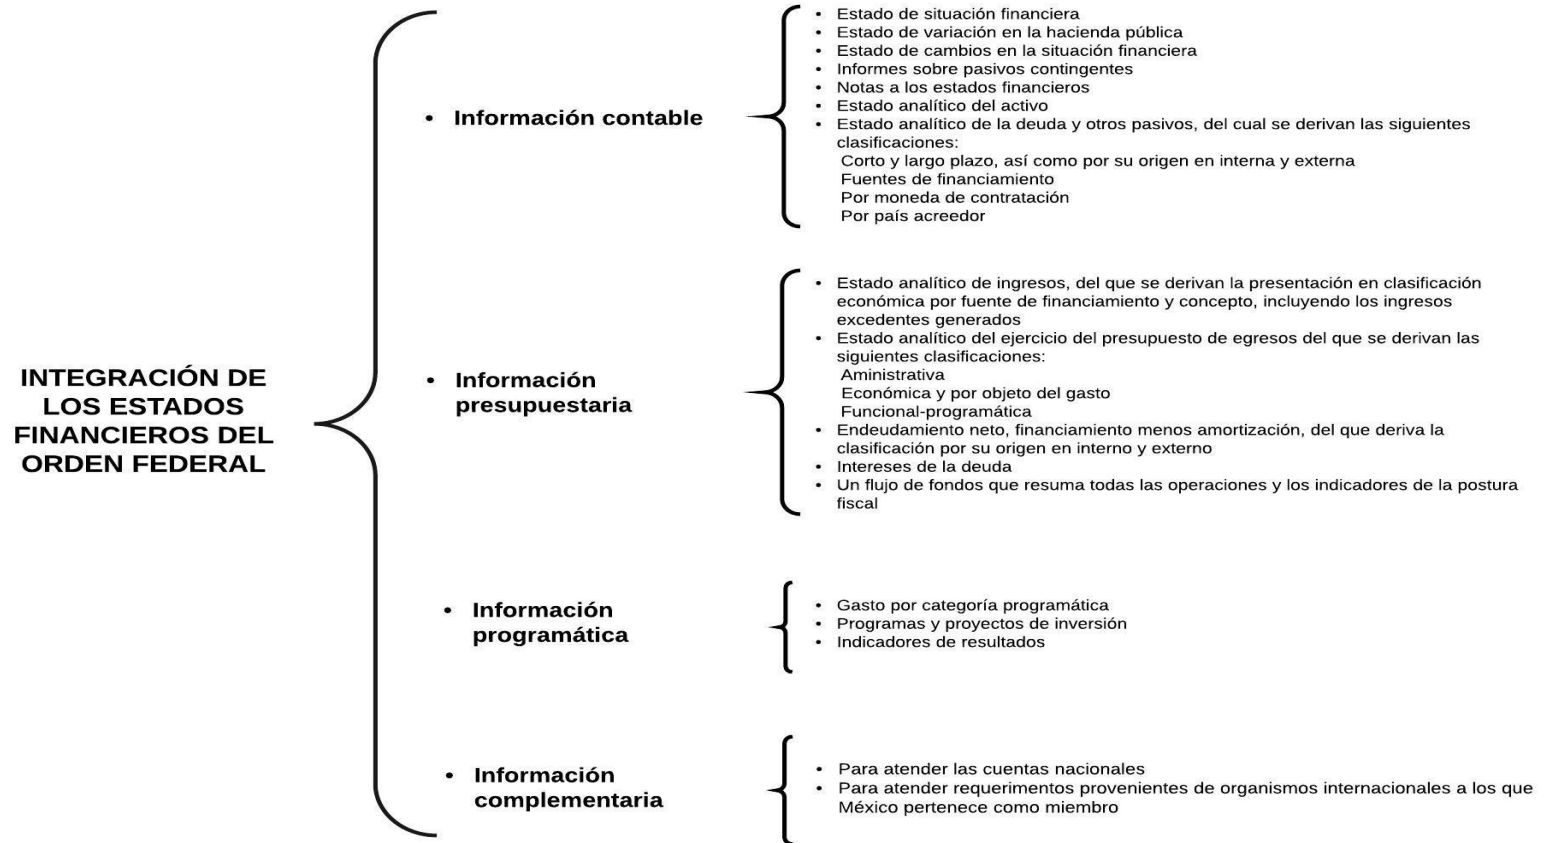 INTEGRACIÓN DE
LOS ESTADOS
FINANCIEROS DEL
ORDEN FEDERAL
• Información contable
• Estado de situación financiera
• Estado de variación en la hacienda pública
• Estado de cambios en la situación financiera
• Informes sobre pasivos contingentes
• Notas a los estados financieros
• Estado analítico del activo
• Estado analítico de la deuda y otros pasivos, del cual se derivan las siguientes
clasificaciones:
Corto y largo plazo, así como por su origen en interna y externa
Fuentes de financiamiento
Por moneda de contratación
Por país acreedor
• Información
presupuestaria
• Estado analítico de ingresos, del que se derivan la presentación en clasificación
económica por fuente de financiamiento y concepto, incluyendo los ingresos
excedentes generados
• Estado analítico del ejercicio del presupuesto de egresos del que se derivan las
siguientes clasificaciones:
Aministrativa
Económica y por objeto del gasto
Funcional-programática
• Endeudamiento neto, financiamiento menos amortización, del que deriva la
clasificación por su origen en interno y externo
• Intereses de la deuda
• Un flujo de fondos que resuma todas las operaciones y los indicadores de la postura
fiscal
• Información
programática
• Gasto por categoría programática
• Programas y proyectos de inversión
• Indicadores de resultados
• Información
complementaria
• Para atender las cuentas nacionales
• Para atender requerimentos provenientes de organismos internacionales a los que
México pertenece como miembro